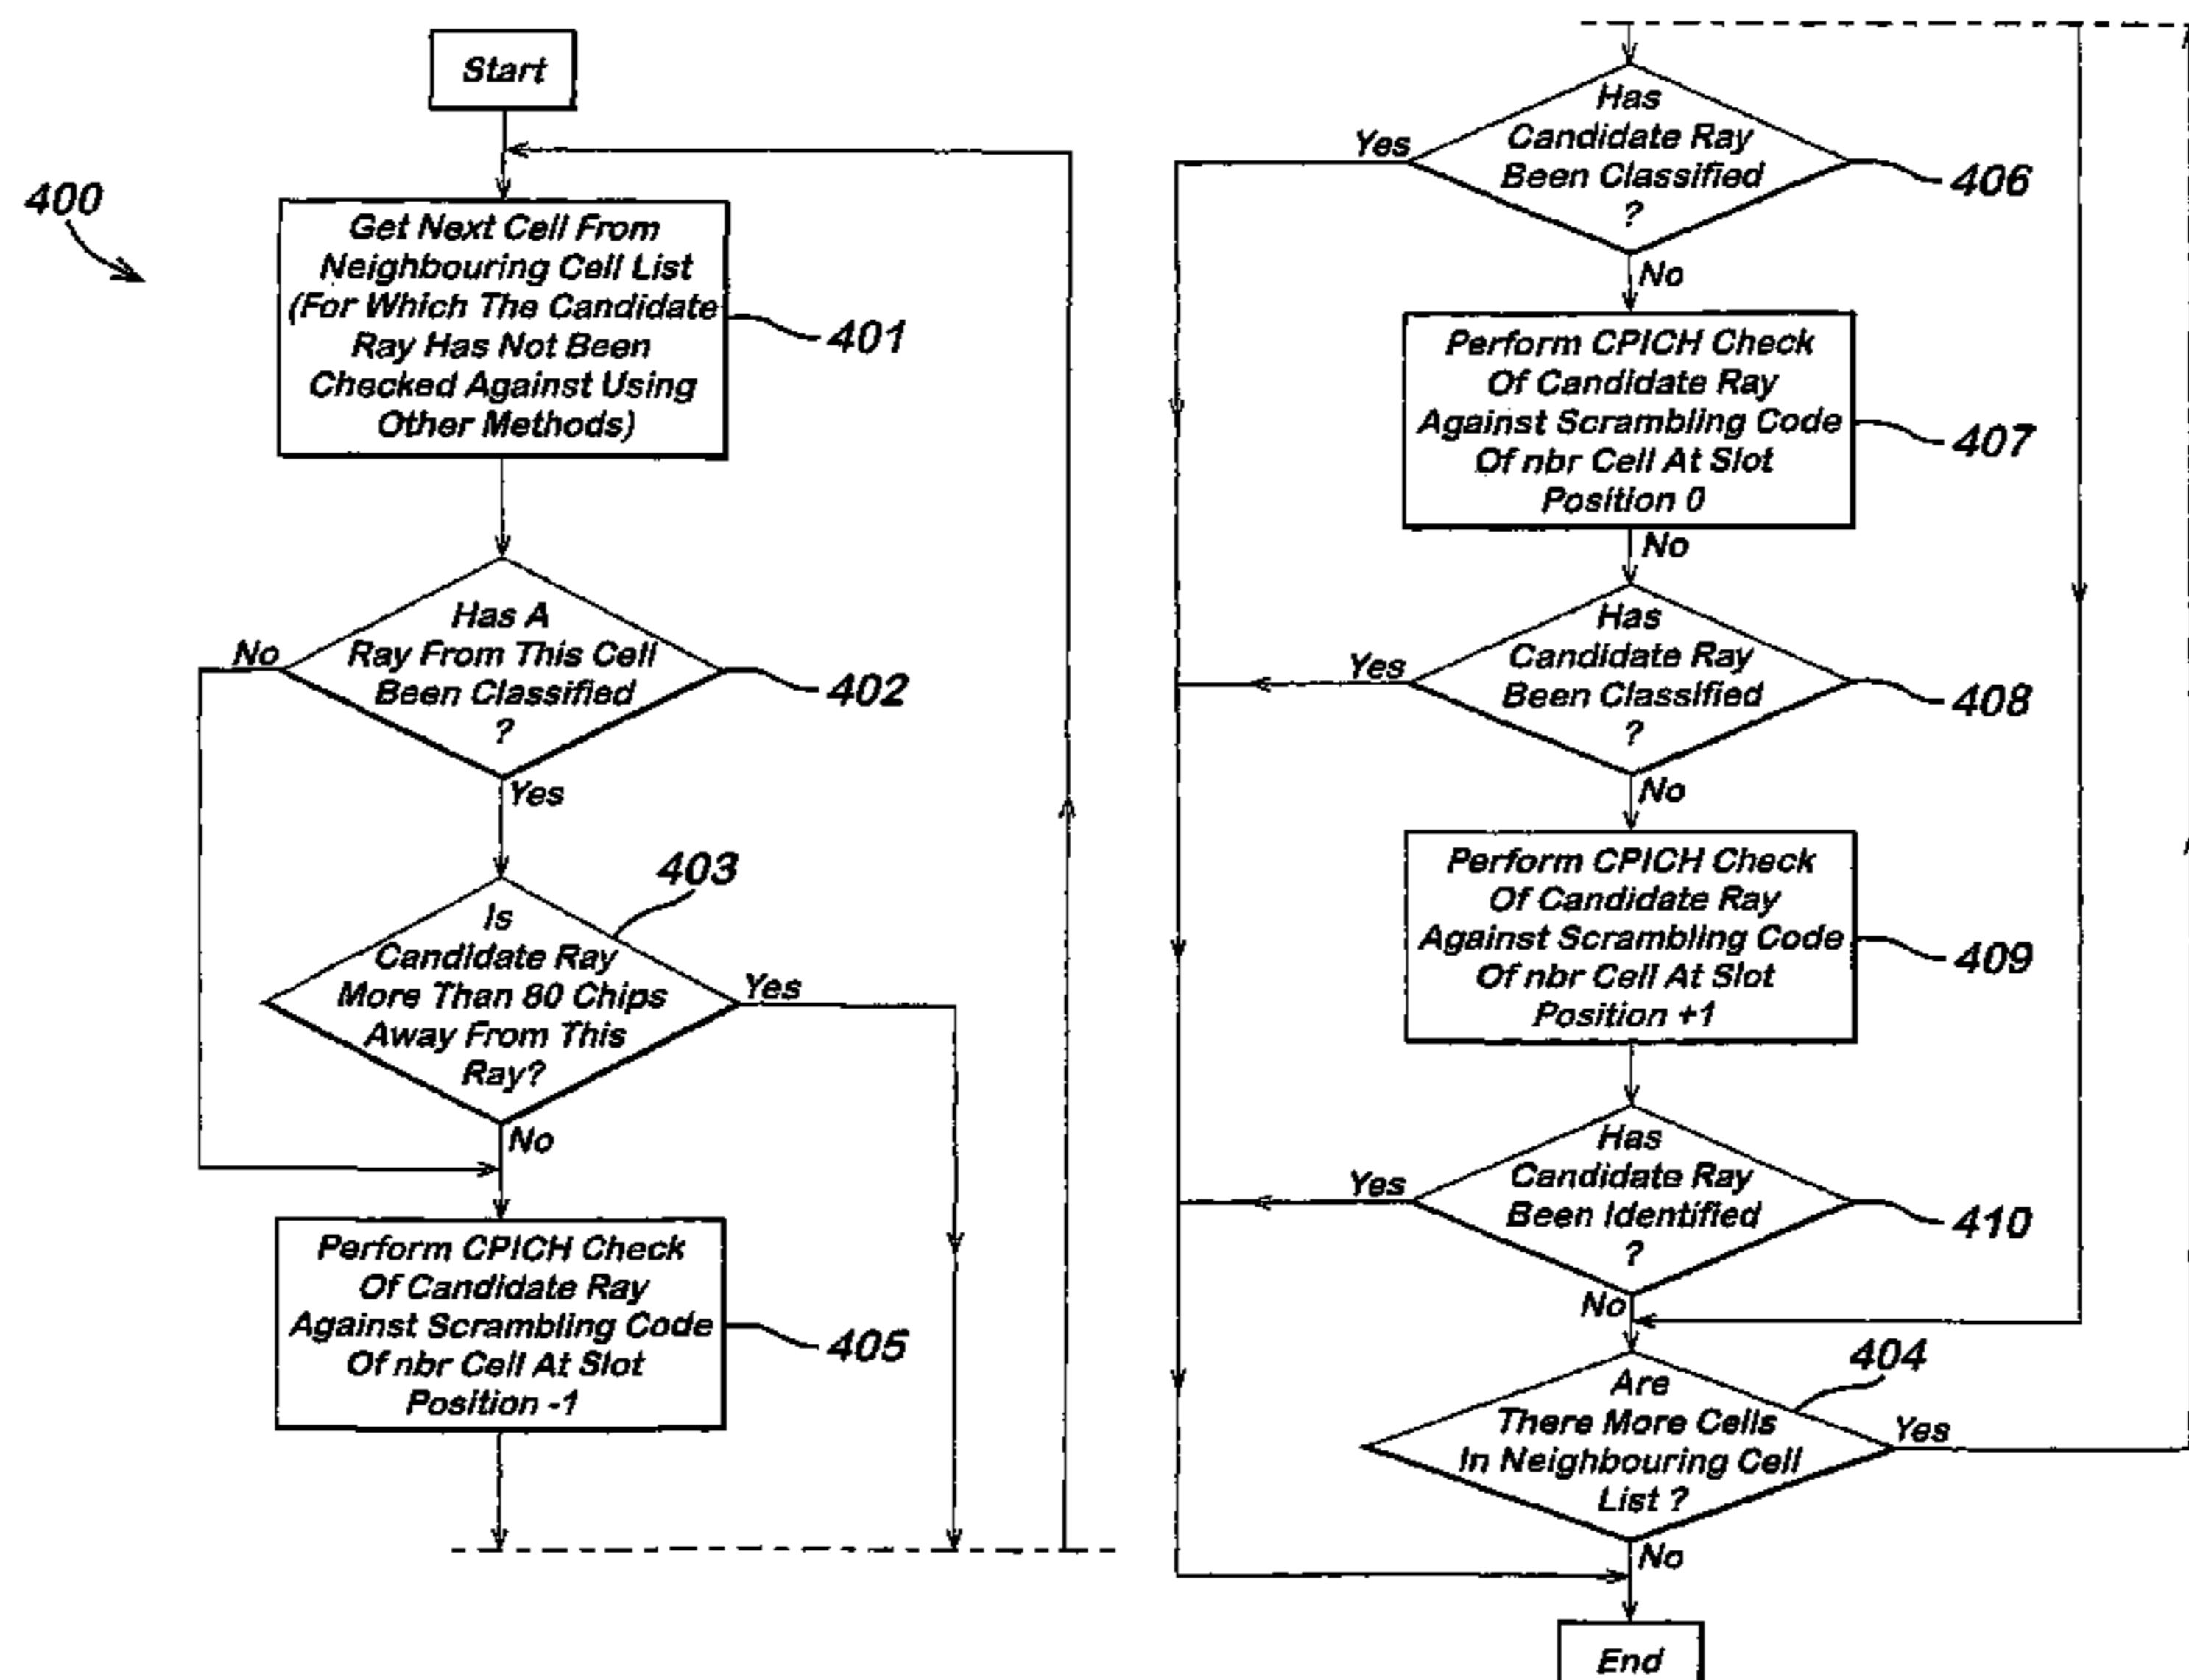 Start
400
Get Next Cell From
Neighbouring Cell List
(For Which The Candidate
Ray Has Not Been
Checked Against Using
Other Methods)
401
Has A
Ray From This Cell
Been Classified
?
No
402
Yes
403
Is
Candidate Ray
More Than 80 Chips
Away From This
Ray?
Yes
No
Perform CPICH Check
Of Candidate Ray
Against Scrambling Code
Of nbr Cell At Slot
Position -1
405
Has
Candidate Ray
Been Classified
?
Yes
406
No
Perform CPICH Check
Of Candidate Ray
Against Scrambling Code
Of nbr Cell At Slot
Position 0
407
No
Has
Candidate Ray
Been Classified
?
Yes
408
No
Perform CPICH Check
Of Candidate Ray
Against Scrambling Code
Of nbr Cell At Slot
Position +1
409
Has
Candidate Ray
Been Identified
?
Yes
410
No
404
Are
There More Cells
In Neighbouring Cell
List ?
Yes
No
End